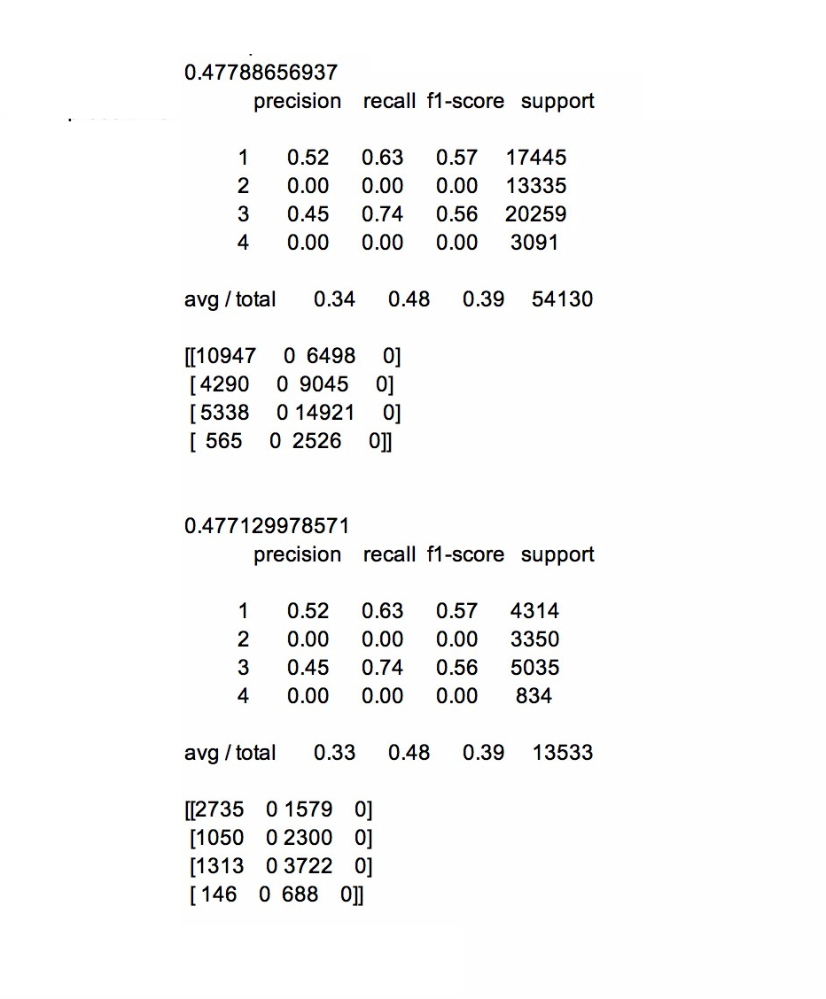 0.47788656937
precision recall f1-score support
1 0.52 0.63 0.57 17445
2 0.00 0.00 0.00 13335
3 0.45 0.74 0.56 20259
4 0.00 0.00 0.00 3091
avg / total 0.34 0.48 0.39 54130
[[10947 0 6498 0]
[ 4290 0 9045 0]
[ 5338 0 14921 0]
[ 565 0 2526 0]]
0.477129978571
precision recall f1-score support
1 0.52 0.63 0.57 4314
2 0.00 0.00 0.00 3350
3 0.45 0.74 0.56 5035
4 0.00 0.00 0.00 834
avg / total 0.33 0.48 0.39 13533
[[2735 0 1579 0]
[1050 0 2300 0]
[1313 0 3722 0]
[ 146 0 688 0]]